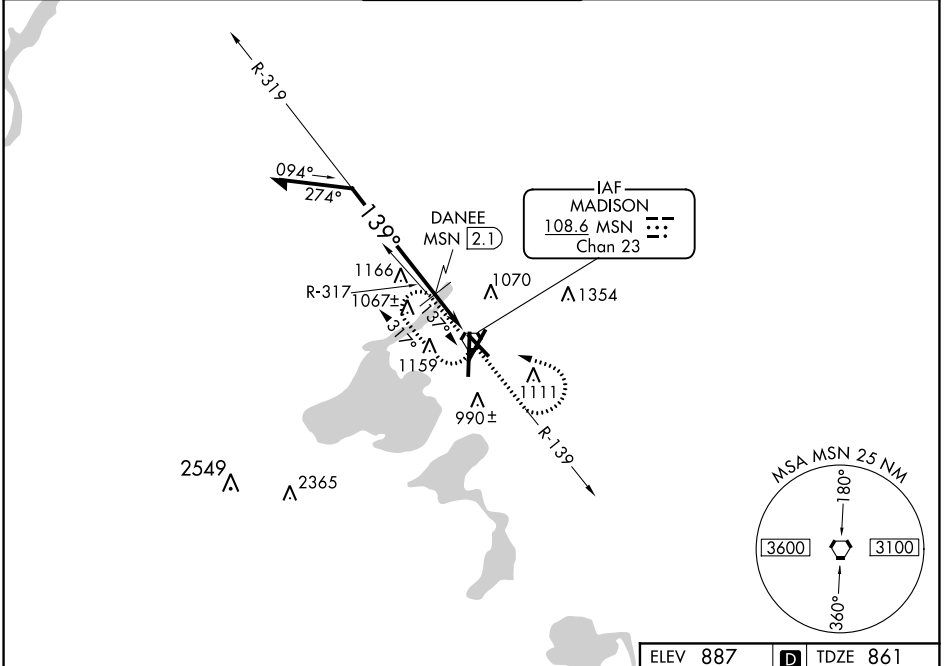 R-319
094°
274°
139°
IAF
MADISON
108.6 MSN
Chan 23
DANEE
MSN 2.1
1166
1070
1354
R-317
1067±
137°
317°
1159
1111
990±
R-139
2549
2365
MSA MSN 25 NM
180°
3600
3100
360°
ELEV 887
D
TDZE 861